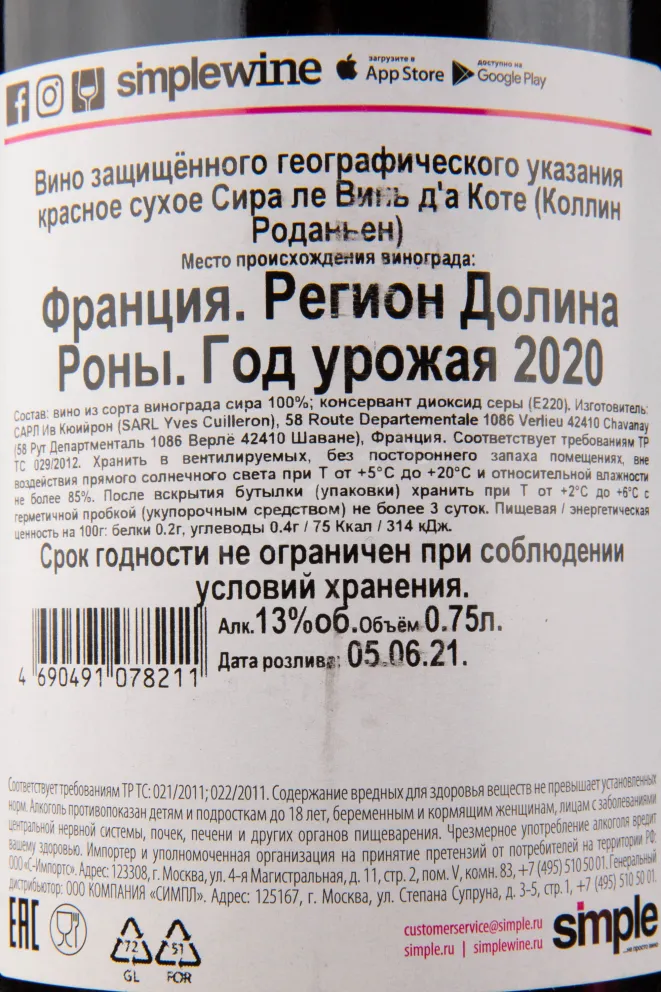 simplewine загрузите в App Store доступно на Google Play
Вино защищённого географического указания
красное сухое Сира ле Винь д'а Коте (Коллин
Роданьен)
Место происхождения винограда:
Франция. Регион Долина
Роны. Год урожая 2020
Состав: вино из сорта винограда сира 100%; консервант диоксид серы (E220). Изготовитель:
САРЛ Ив Кюийрон (SARL Yves Cuilleron), 58 Route Departementale 1086 Verlieu 42410 Chavanay
(58 Рут Департменталь 1086 Верлё 42410 Шаване), Франция. Соответствует требованиям ТР
ТС 029/2012. Хранить в вентилируемых, без постороннего запаха помещениях, вне
воздействия прямого солнечного света при Т от +5°С до +20°С и относительной влажности
не более 85%. После вскрытия бутылки (упаковки) хранить при Т от +2°С до +6°С с
герметичной пробкой (укупорочным средством) не более 3 суток. Пищевая / энергетическая
ценность на 100г: белки 0.2г, углеводы 0.4г / 75 Ккал / 314 кДж.
Срок годности не ограничен при соблюдении
условий хранения.
Алк.13%об.Объём 0.75л.
Дата розлива: 05.06.21.
4 690491 078211
Соответствует требованиям ТР ТС: 021/2011; 022/2011. Содержание вредных для здоровья веществ не превышает установленных
норм. Алкоголь противопоказан детям и подросткам до 18 лет, беременным и кормящим женщинам, лицам с заболеваниями
центральной нервной системы, почек, печени и других органов пищеварения. Чрезмерное употребление алкоголя вредит
вашему здоровью. Импортер и уполномоченная организация на принятие претензий от потребителей на территории РФ:
ООО «С-Импортс». Адрес: 123308, г. Москва, ул. 4-я Магистральная, д. 11, стр. 2, пом. V, комн. 83, +7 (495) 510 50 01. Генеральный
дистрибьютор: ООО КОМПАНИЯ «СИМПЛ». Адрес: 125167, г. Москва, ул. Степана Супруна, д. 3-5, стр. 1, +7 (495) 510 50 01.
EAC
72
GL
51
FOR
customerservice@simple.ru
simple.ru | simplewine.ru
simple
...не просто вино